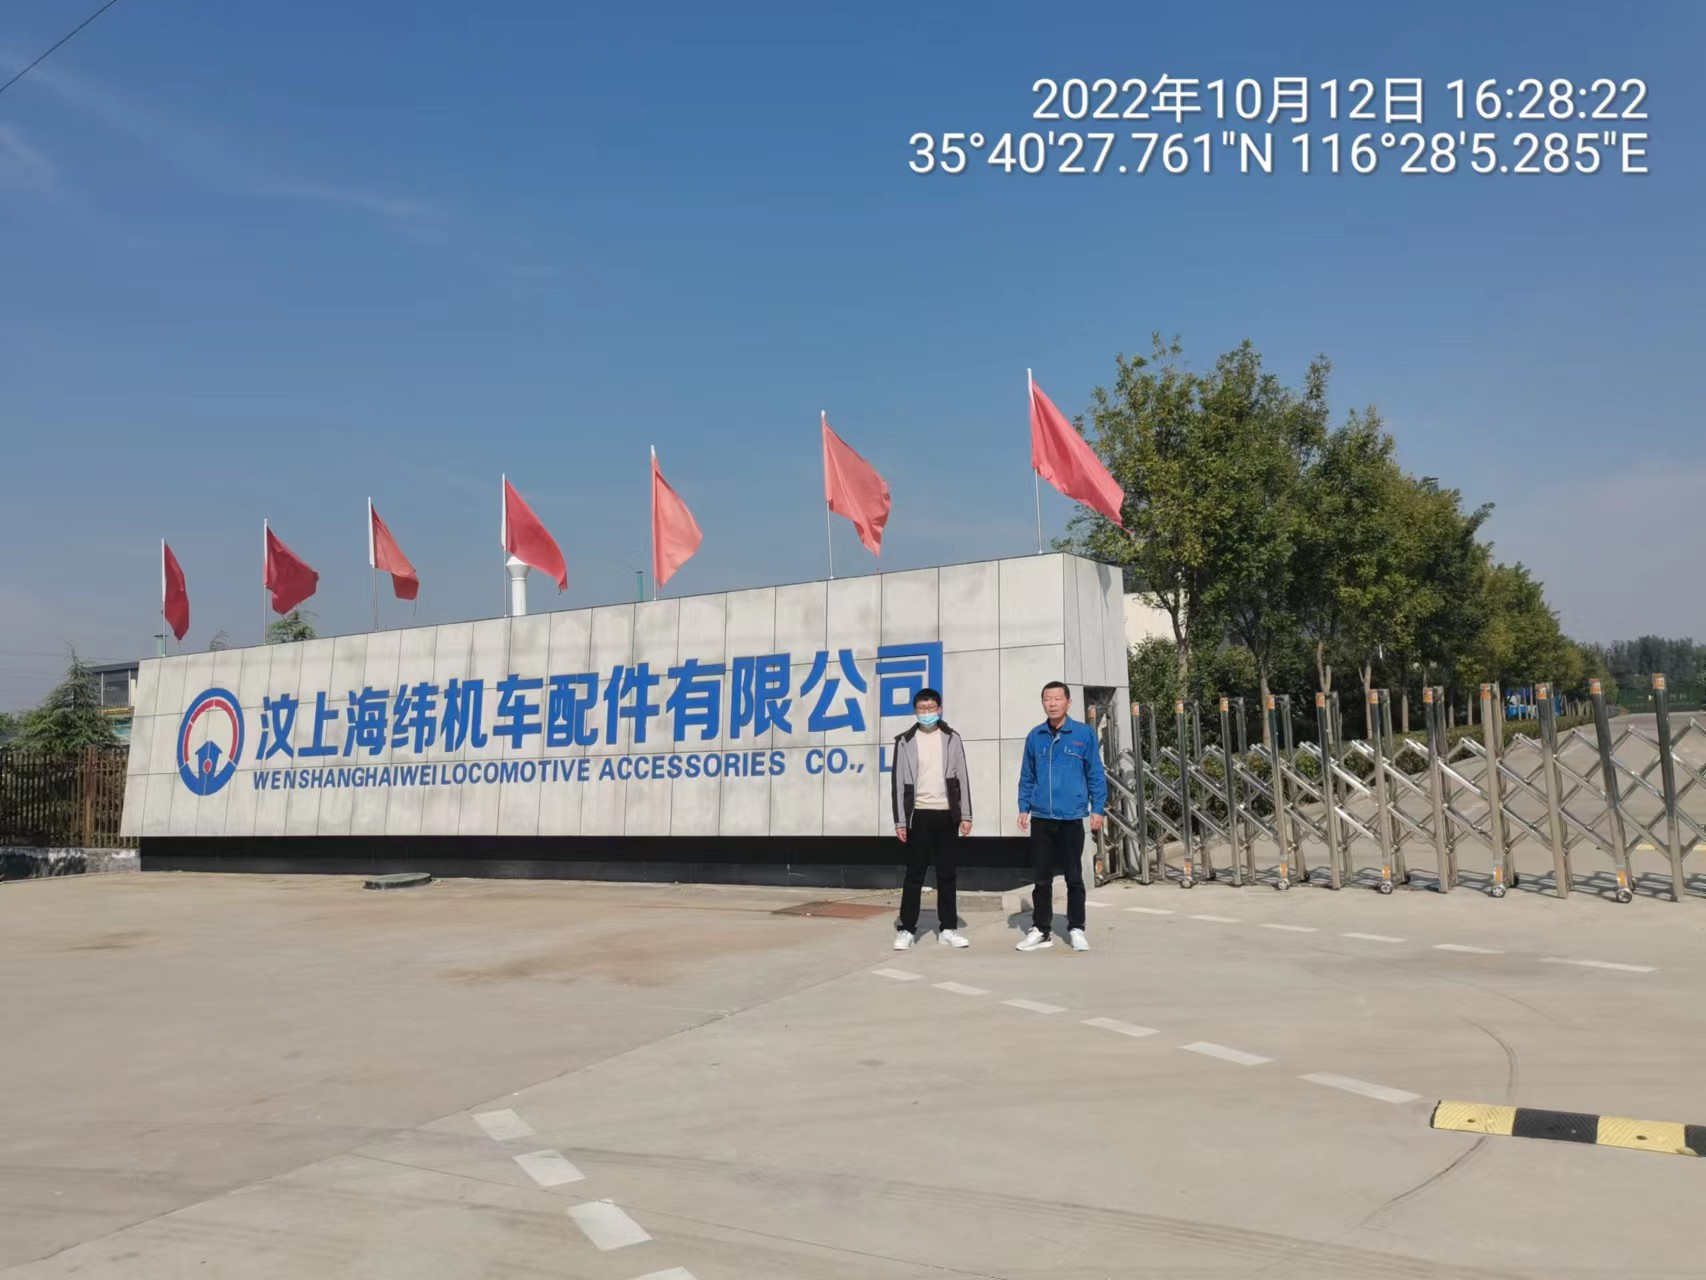 2022年10月12日 16:28:22
35°40'27.761"N 116°28'5.285"E
汶上海纬机车配件有限公司
WENSHANGHAIWEI LOCOMOTIVE ACCESSORIES CO., L